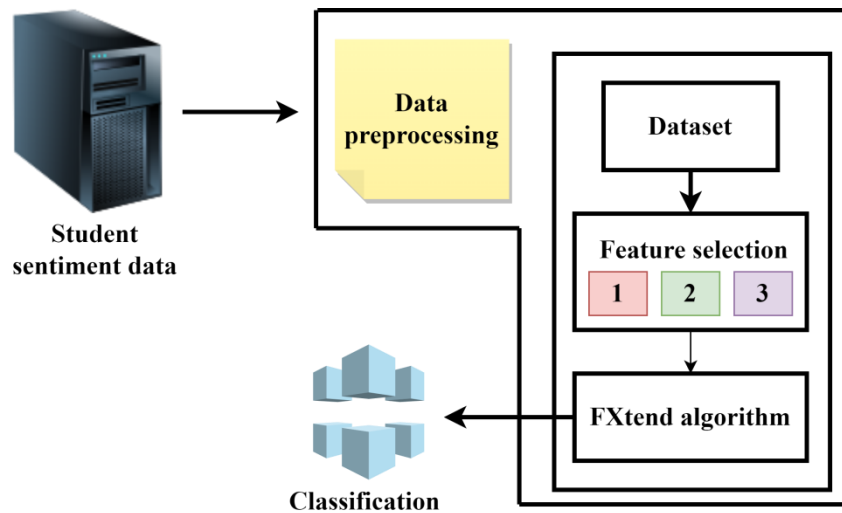 Student
sentiment data
Data
preprocessing
Dataset
Feature selection
1 2 3
FXtend algorithm
Classification